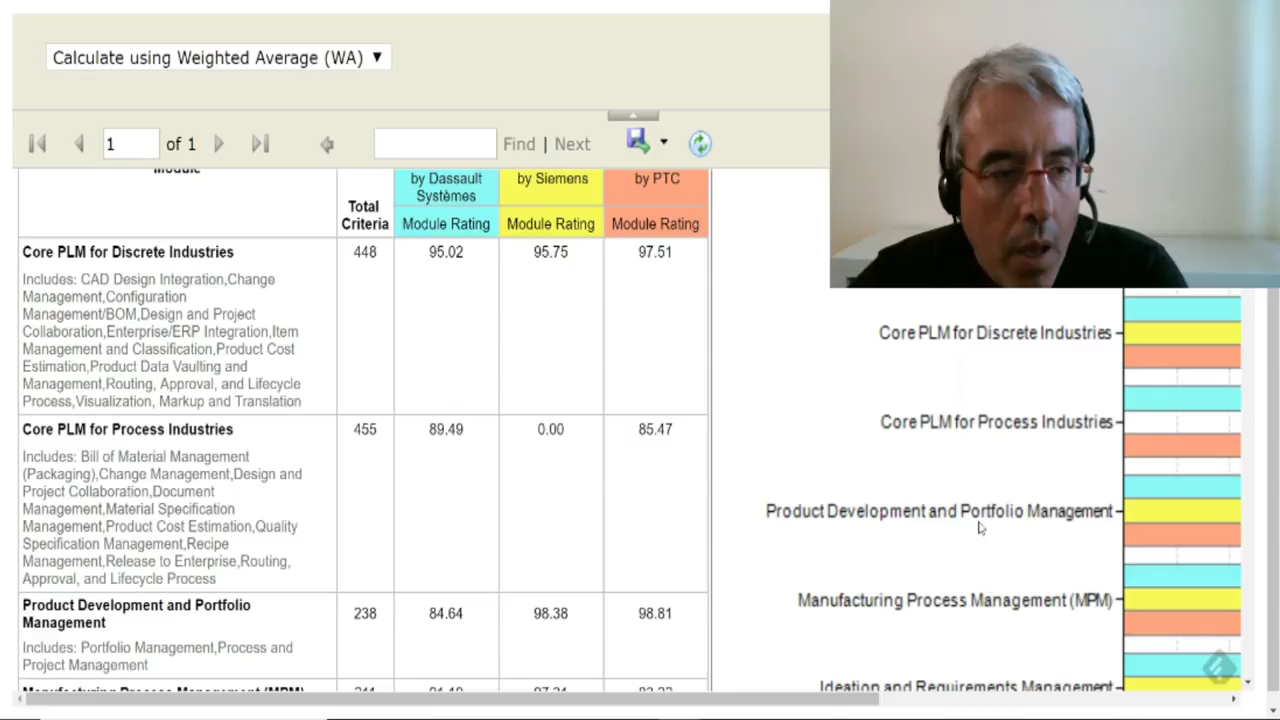 Calculate using Weighted Average (WA) ▼
1 of 1 Find | Next
Module
Total Criteria
by Dassault Systèmes
by Siemens
by PTC
Module Rating
Module Rating
Module Rating
Core PLM for Discrete Industries 448 95.02 95.75 97.51
Includes: CAD Design Integration,Change
Management,Configuration
Management/BOM,Design and Project
Collaboration,Enterprise/ERP Integration,Item
Management and Classification,Product Cost
Estimation,Product Data Vaulting and
Management,Routing, Approval, and Lifecycle
Process,Visualization, Markup and Translation
Core PLM for Process Industries 455 89.49 0.00 85.47
Includes: Bill of Material Management
(Packaging),Change Management,Design and
Project Collaboration,Document
Management,Material Specification
Management,Product Cost Estimation,Quality
Specification Management,Recipe
Management,Release to Enterprise,Routing,
Approval, and Lifecycle Process
Product Development and Portfolio
Management 238 84.64 98.38 98.81
Includes: Portfolio Management,Process and
Project Management
Manufacturing Process Management (MPM)
Core PLM for Discrete Industries
Core PLM for Process Industries
Product Development and Portfolio Management
Manufacturing Process Management (MPM)
Ideation and Requirements Management